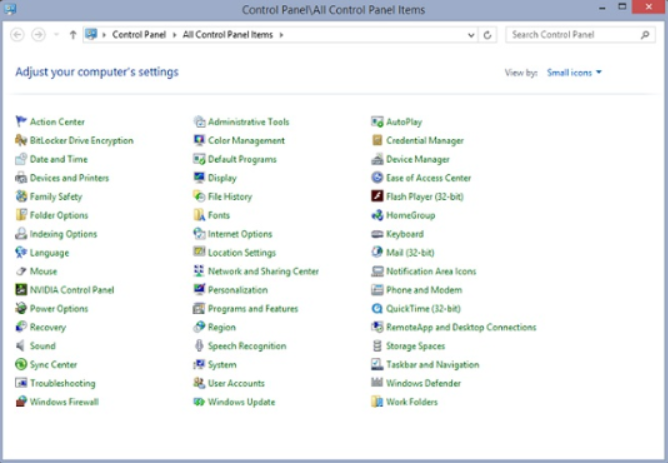 Control Panel\All Control Panel Items
Control Panel All Control Panel Items Search Control Panel
Adjust your computer's settings View by: Small icons
Action Center Administrative Tools AutoPlay
BitLocker Drive Encryption Color Management Credential Manager
Date and Time Default Programs Device Manager
Devices and Printers Display Ease of Access Center
Family Safety File History Flash Player (32-bit)
Folder Options Fonts HomeGroup
Indexing Options Internet Options Keyboard
Language Location Settings Mail (32-bit)
Mouse Network and Sharing Center Notification Area Icons
NVIDIA Control Panel Personalization Phone and Modem
Power Options Programs and Features QuickTime (32-bit)
Recovery Region RemoteApp and Desktop Connections
Sound Speech Recognition Storage Spaces
Sync Center System Taskbar and Navigation
Troubleshooting User Accounts Windows Defender
Windows Firewall Windows Update Work Folders